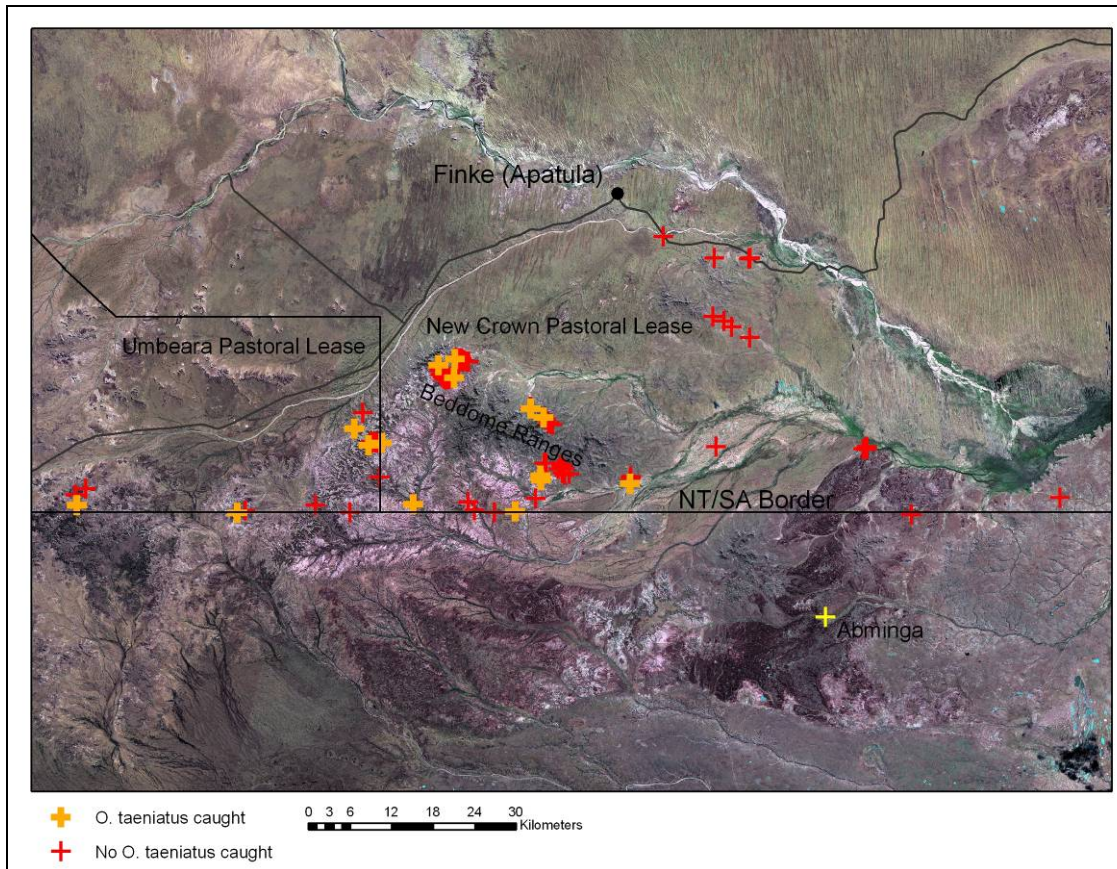 Finke (Apatula)
New Crown Pastoral Lease
Umbeara Pastoral Lease
Beddome Ranges
NT/SA Border
Abminga
O. taeniatus caught
No O. taeniatus caught
0 3 6 12 18 24 30
Kilometers